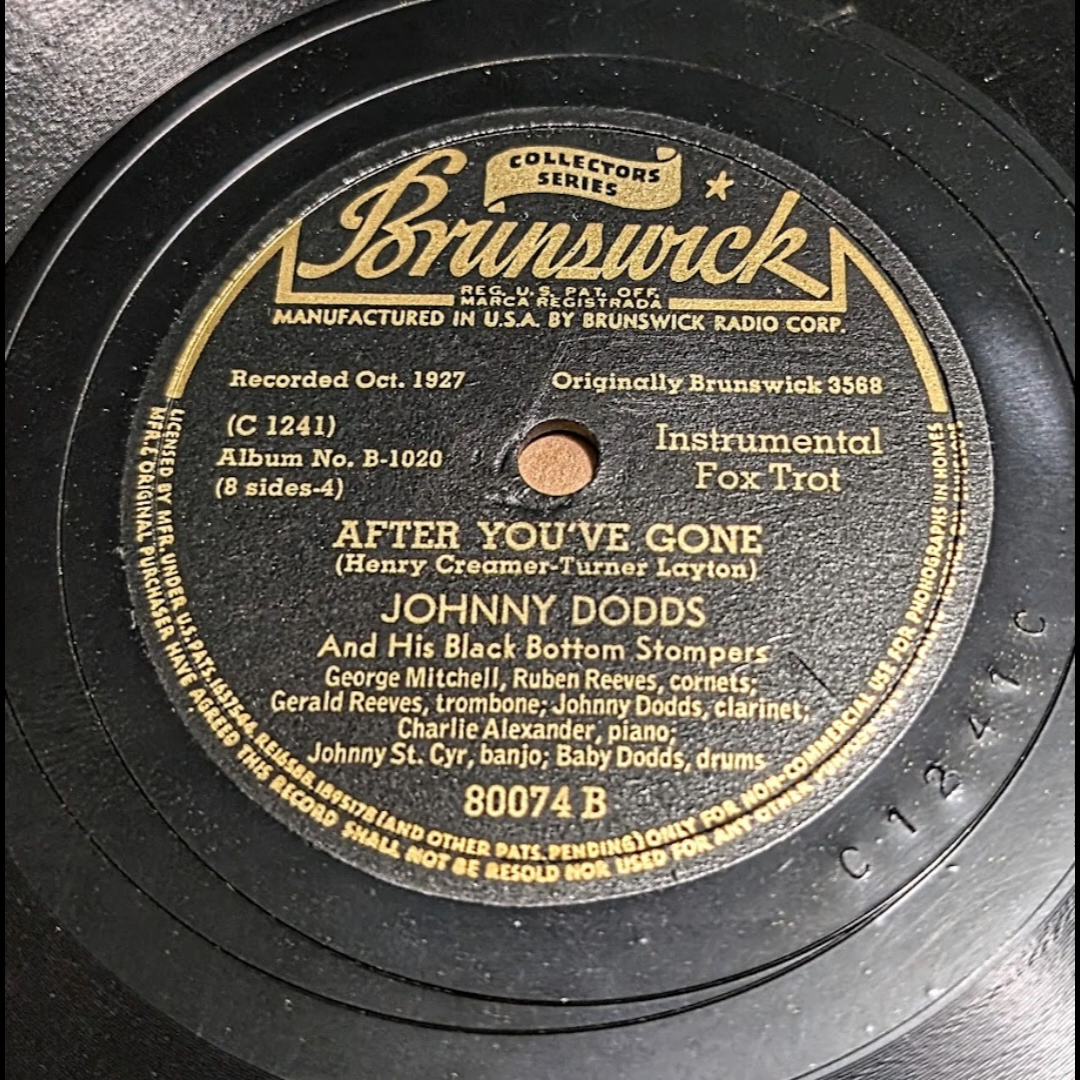 COLLECTORS
SERIES
Brunswick
REG. U.S. PAT. OFF.
MARCA REGISTRADA
MANUFACTURED IN U.S.A. BY BRUNSWICK RADIO CORP.
Recorded Oct. 1927
Originally Brunswick 3568
(C 1241)
Album No. B-1020
(8 sides-4)
Instrumental
Fox Trot
AFTER YOU'VE GONE
(Henry Creamer-Turner Layton)
JOHNNY DODDS
And His Black Bottom Stompers
George Mitchell, Ruben Reeves, cornets;
Gerald Reeves, trombone; Johnny Dodds, clarinet;
Charlie Alexander, piano;
Johnny St. Cyr, banjo; Baby Dodds, drums
80074 B
LICENSED BY MFR. UNDER U.S. PATS. 1637544, REISSUE 16951 (AND OTHER PATS. PENDING) ONLY FOR NON-COMMERCIAL USE FOR PHONOGRAPHS IN HOMES
MFR. & ORIGINAL PURCHASER HAVE AGREED THIS RECORD SHALL NOT BE RESOLD NOR USED FOR ANY OTHER
C 1241 C